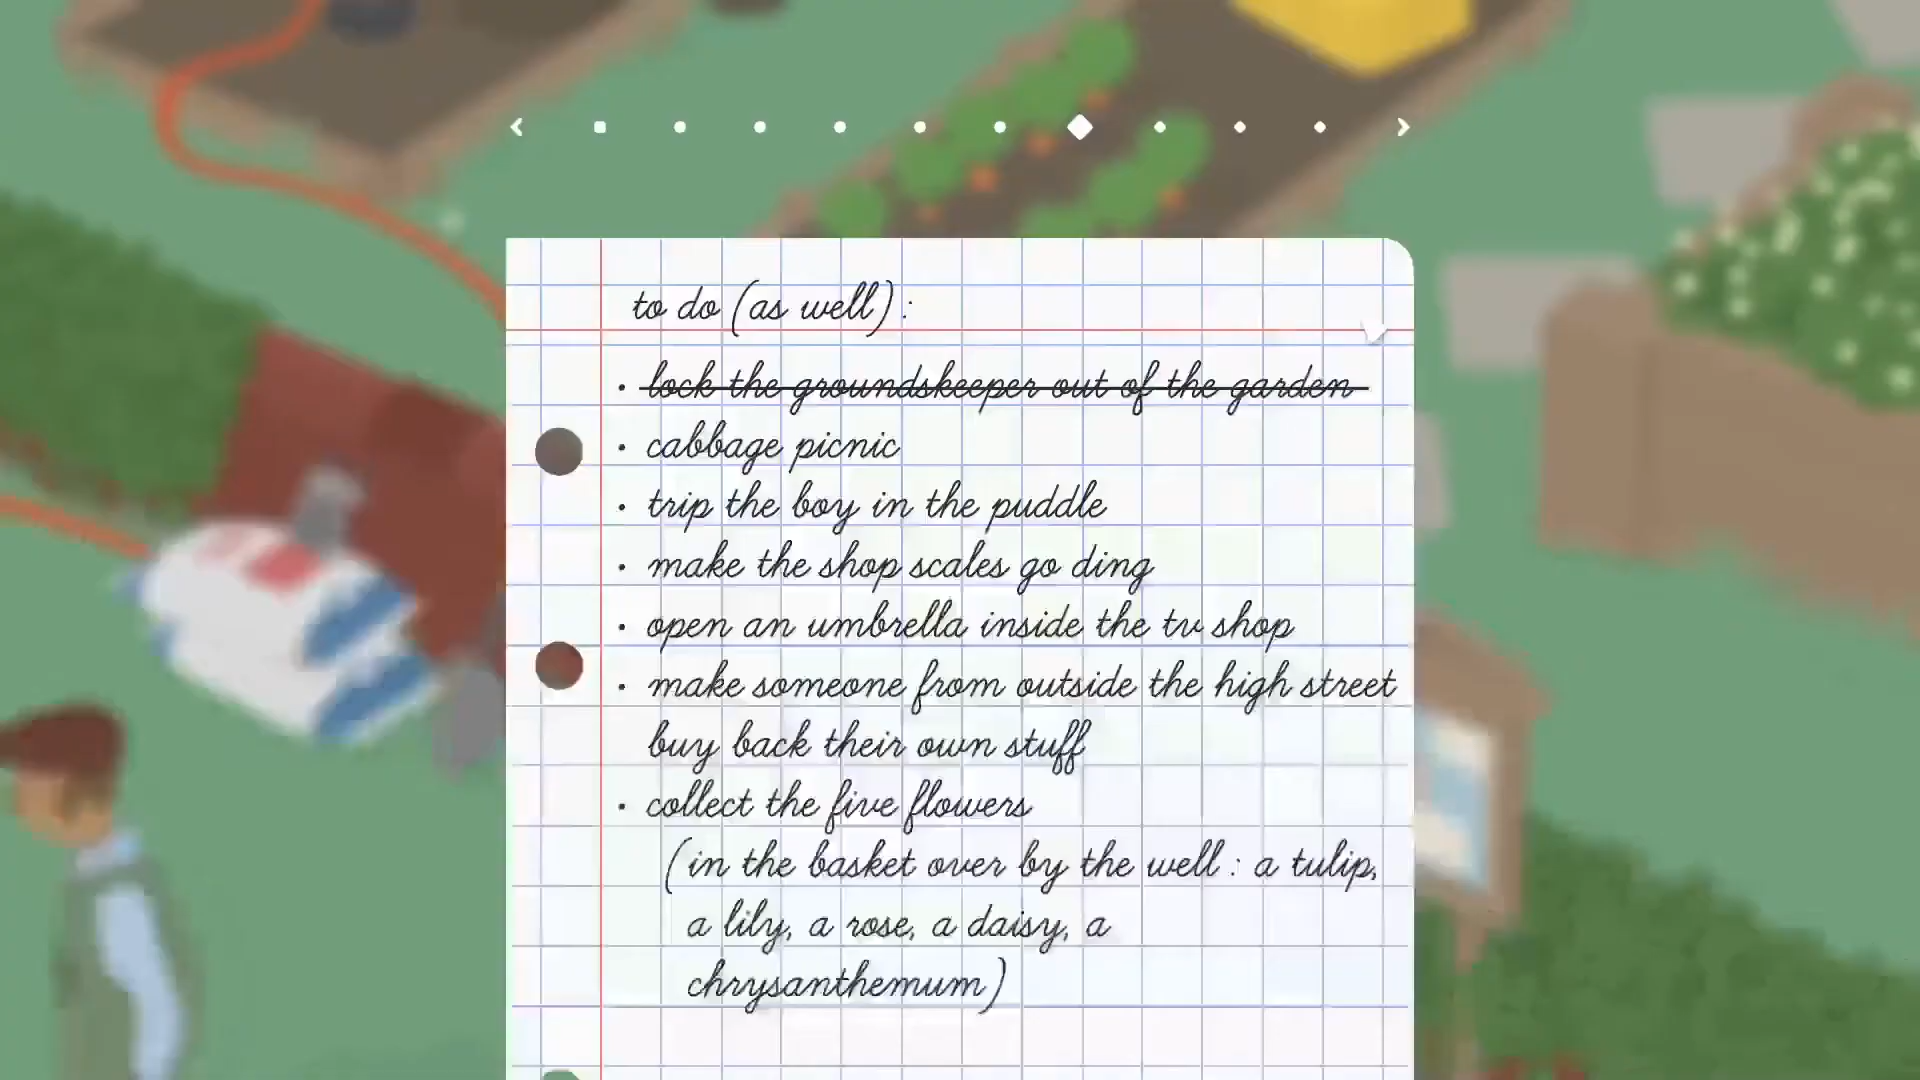 to do (as well) :
• lock the groundskeeper out of the garden
• cabbage picnic
• trip the boy in the puddle
• make the shop scales go ding
• open an umbrella inside the tv shop
• make someone from outside the high street
buy back their own stuff
• collect the five flowers
(in the basket over by the well : a tulip,
a lily, a rose, a daisy, a
chrysanthemum)